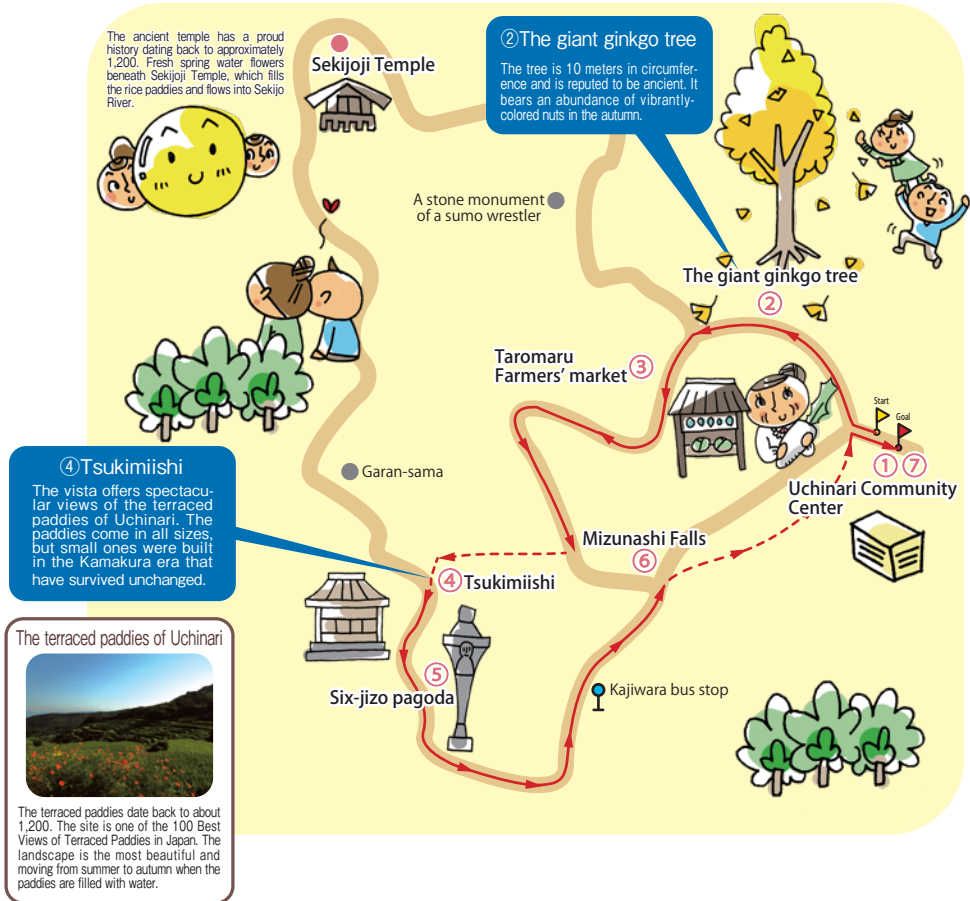 The ancient temple has a proud
history dating back to approximately
1,200. Fresh spring water flowers
beneath Sekijoji Temple, which fills
the rice paddies and flows into Sekijo
River.
Sekijoji Temple
②The giant ginkgo tree
The tree is 10 meters in circumfer-
ence and is reputed to be ancient. It
bears an abundance of vibrantly-
colored nuts in the autumn.
A stone monument
of a sumo wrestler
The giant ginkgo tree
②
Taromaru
Farmers' market
③
Start
Goal
① ⑦
Uchinari Community
Center
④Tsukimiishi
The vista offers spectacu-
lar views of the terraced
paddies of Uchinari. The
paddies come in all sizes,
but small ones were built
in the Kamakura era that
have survived unchanged.
Garan-sama
Mizunashi Falls
⑥
④ Tsukimiishi
⑤
Six-jizo pagoda
Kajiwara bus stop
The terraced paddies of Uchinari
The terraced paddies date back to about
1,200. The site is one of the 100 Best
Views of Terraced Paddies in Japan. The
landscape is the most beautiful and
moving from summer to autumn when the
paddies are filled with water.